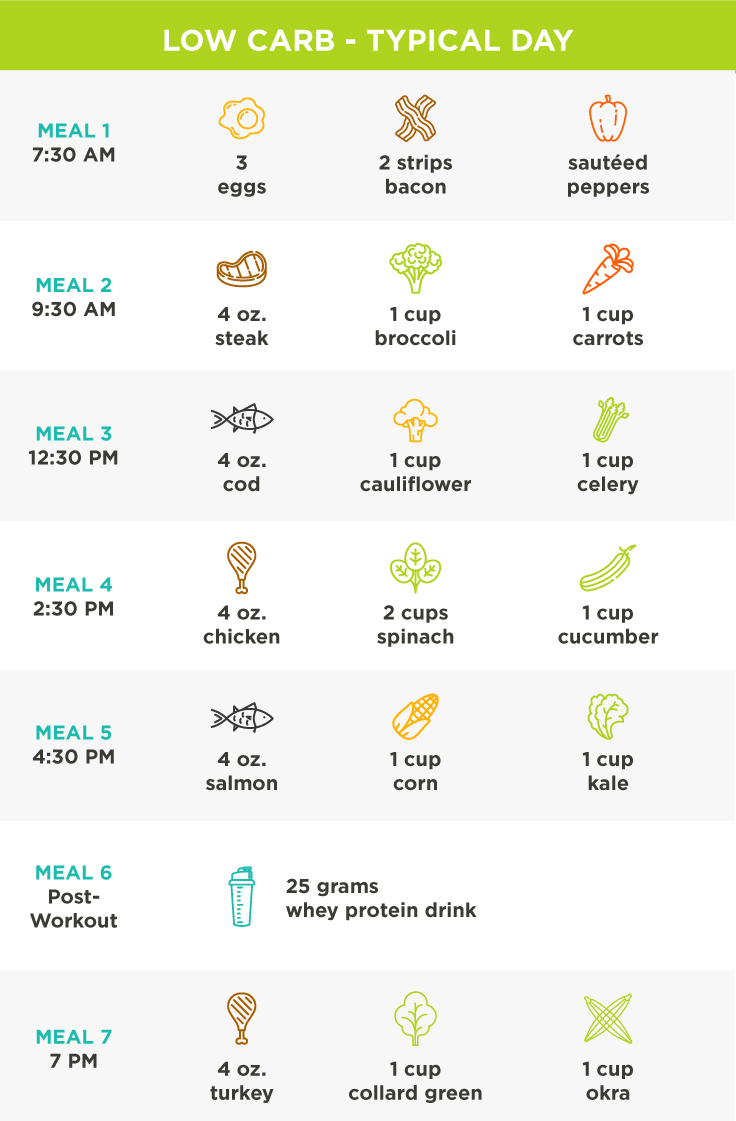 LOW CARB - TYPICAL DAY
MEAL 1
7:30 AM
3
eggs
2 strips
bacon
sautéed
peppers
MEAL 2
9:30 AM
4 oz.
steak
1 cup
broccoli
1 cup
carrots
MEAL 3
12:30 PM
4 oz.
cod
1 cup
cauliflower
1 cup
celery
MEAL 4
2:30 PM
4 oz.
chicken
2 cups
spinach
1 cup
cucumber
MEAL 5
4:30 PM
4 oz.
salmon
1 cup
corn
1 cup
kale
MEAL 6
Post-
Workout
25 grams
whey protein drink
MEAL 7
7 PM
4 oz.
turkey
1 cup
collard green
1 cup
okra